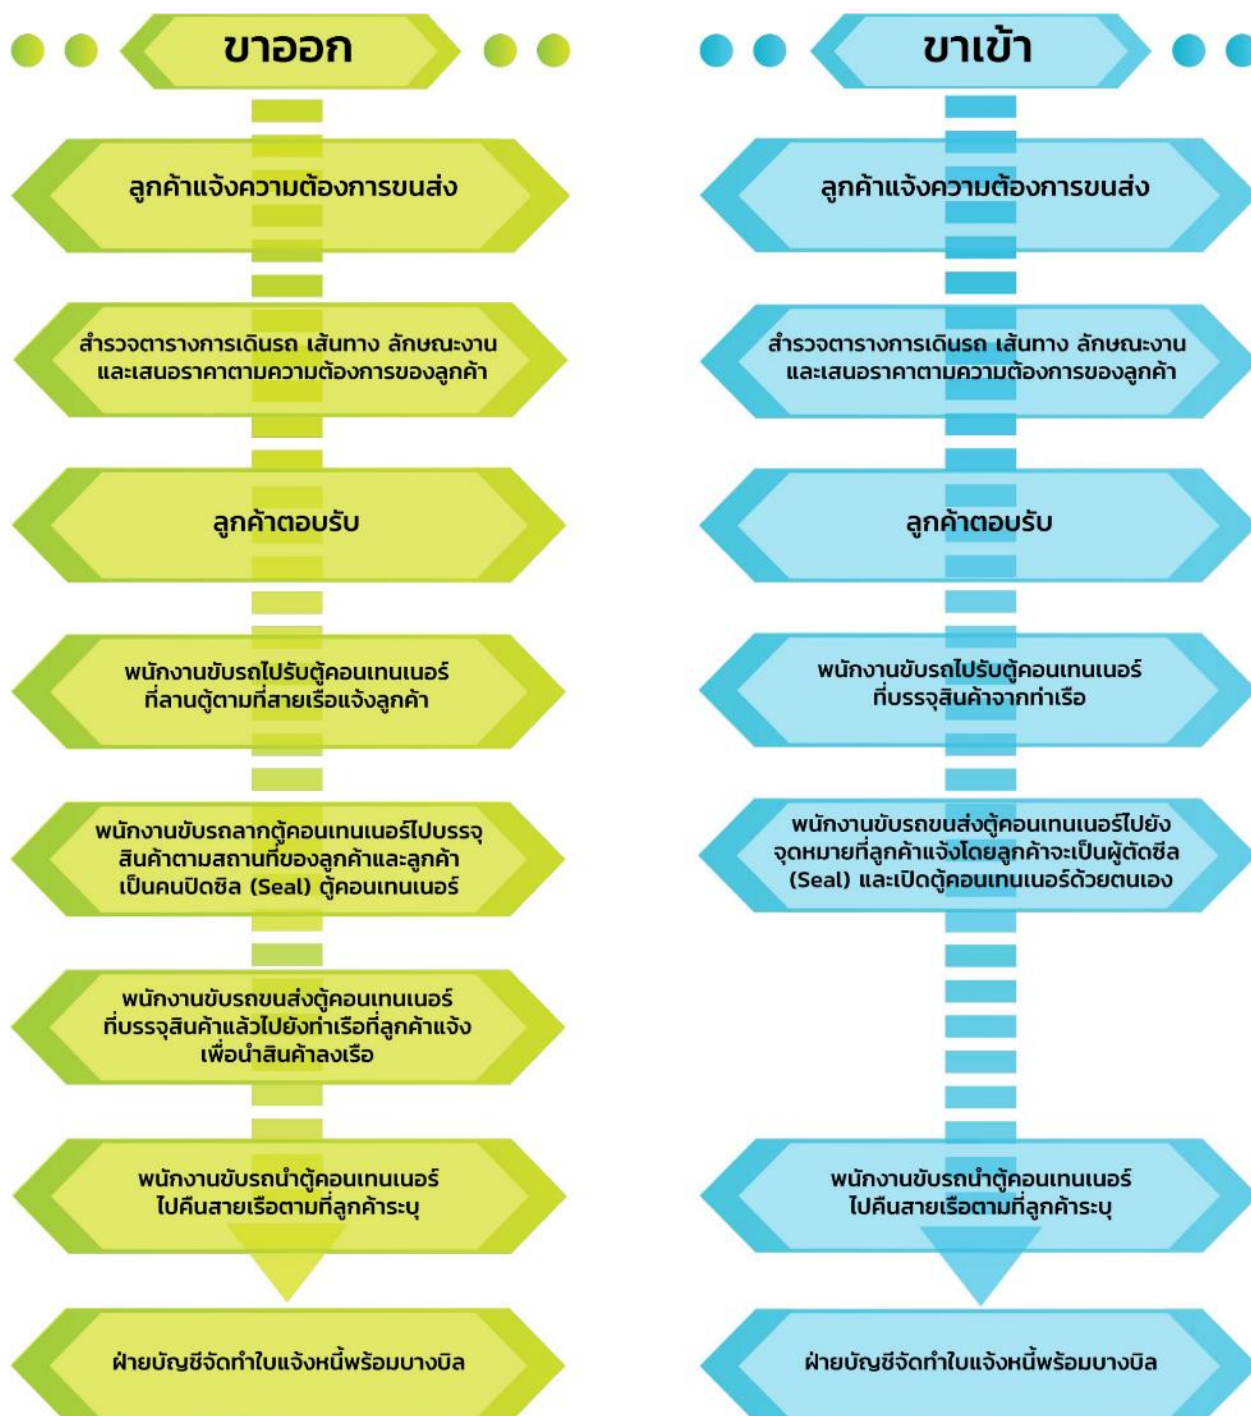 ขาออก
ลูกค้าแจ้งความต้องการขนส่ง
สำรวจตารางการเดินรถ เส้นทาง ลักษณะงาน
และเสนอราคาตามความต้องการของลูกค้า
ลูกค้าตอบรับ
พนักงานขับรถไปรับตู้คอนเทนเนอร์
ที่ลานตู้ตามที่สายเรือแจ้งลูกค้า
พนักงานขับรถลากตู้คอนเทนเนอร์ไปบรรจุ
สินค้าตามสถานที่ของลูกค้าและลูกค้า
เป็นคนปิดซิล (Seal) ตู้คอนเทนเนอร์
พนักงานขับรถขนส่งตู้คอนเทนเนอร์
ที่บรรจุสินค้าแล้วไปยังท่าเรือที่ลูกค้าแจ้ง
เพื่อนำสินค้าลงเรือ
พนักงานขับรถนำตู้คอนเทนเนอร์
ไปคืนสายเรือตามที่ลูกค้าระบุ
ฝ่ายบัญชีจัดทำใบแจ้งหนี้พร้อมบางบิล
ขาเข้า
ลูกค้าแจ้งความต้องการขนส่ง
สำรวจตารางการเดินรถ เส้นทาง ลักษณะงาน
และเสนอราคาตามความต้องการของลูกค้า
ลูกค้าตอบรับ
พนักงานขับรถไปรับตู้คอนเทนเนอร์
ที่บรรจุสินค้าจากท่าเรือ
พนักงานขับรถขนส่งตู้คอนเทนเนอร์ไปยัง
จุดหมายที่ลูกค้าแจ้งโดยลูกค้าจะเป็นผู้ตัดซีล
(Seal) และเปิดตู้คอนเทนเนอร์ด้วยตนเอง
พนักงานขับรถนำตู้คอนเทนเนอร์
ไปคืนสายเรือตามที่ลูกค้าระบุ
ฝ่ายบัญชีจัดทำใบแจ้งหนี้พร้อมบางบิล